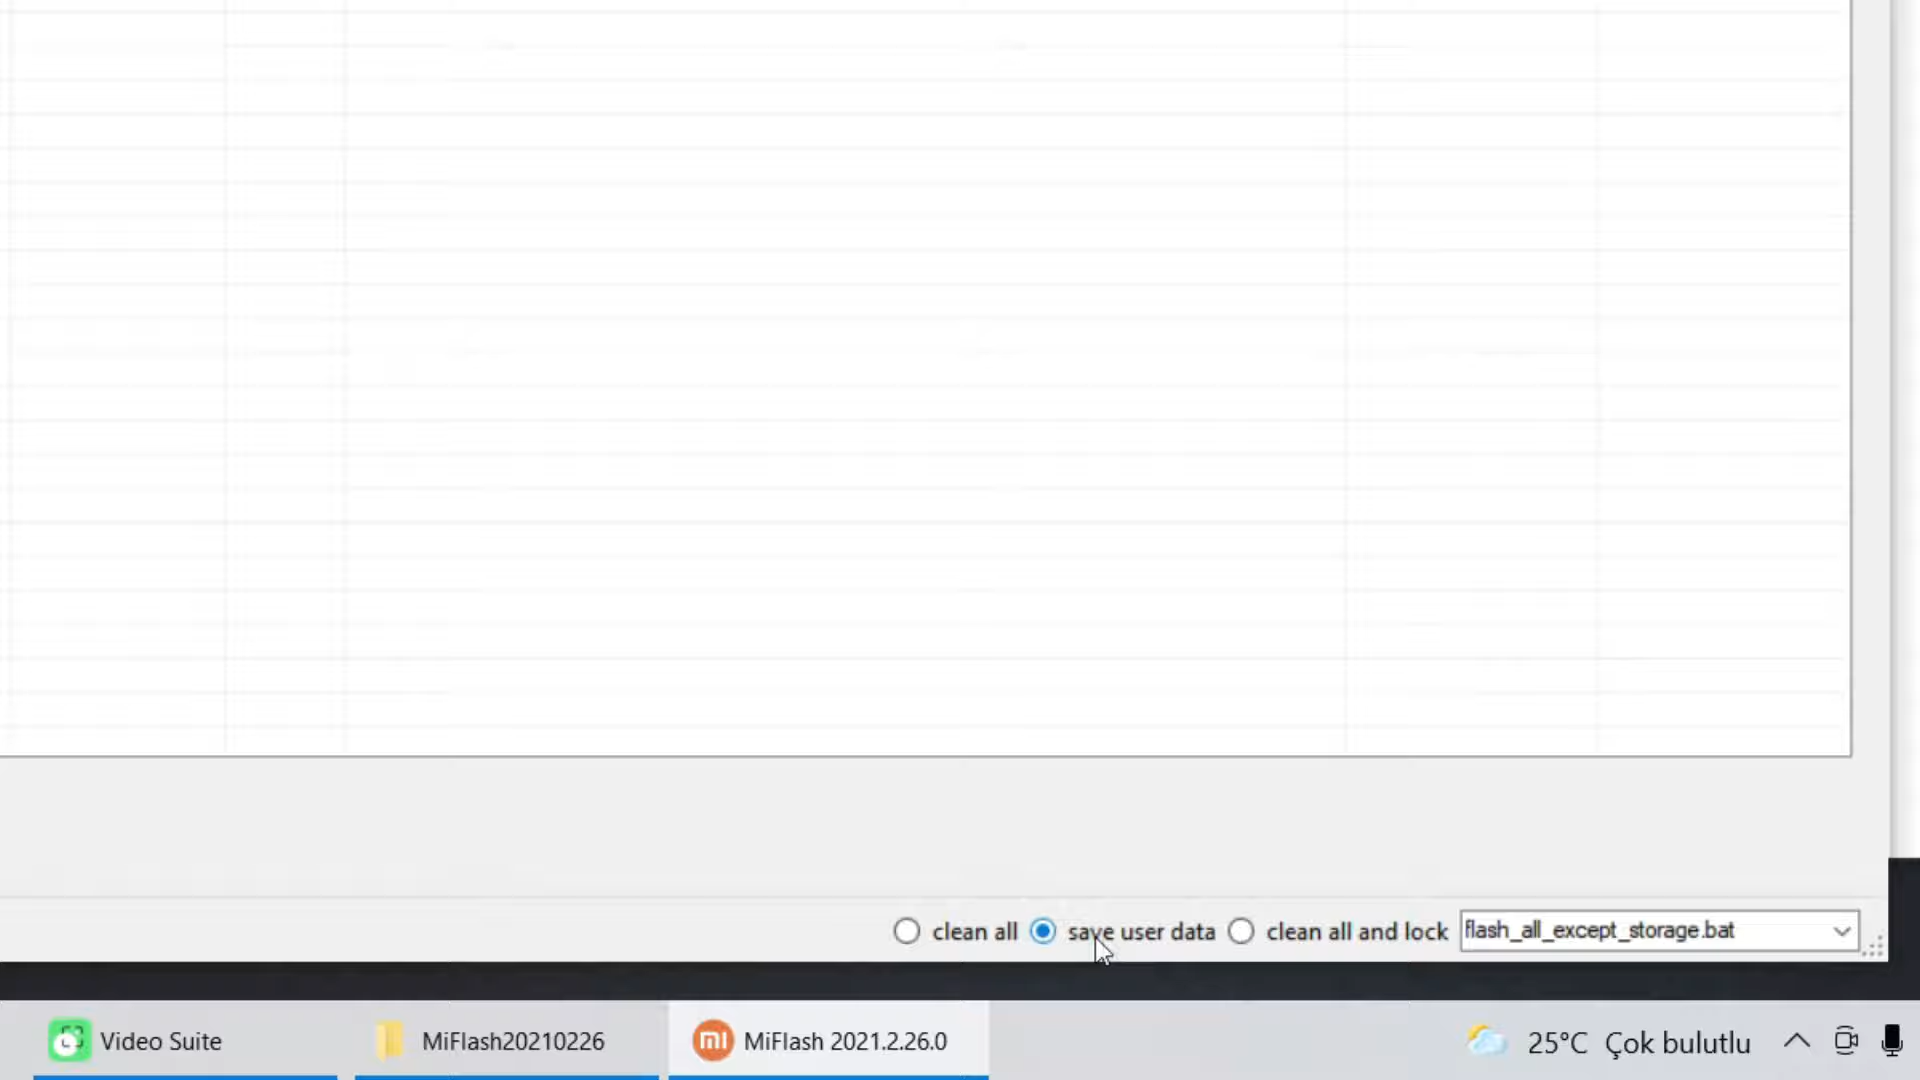 clean all save user data clean all and lock flash_all_except_storage.bat
Video Suite MiFlash20210226 mi MiFlash 2021.2.26.0 25°C Çok bulutlu